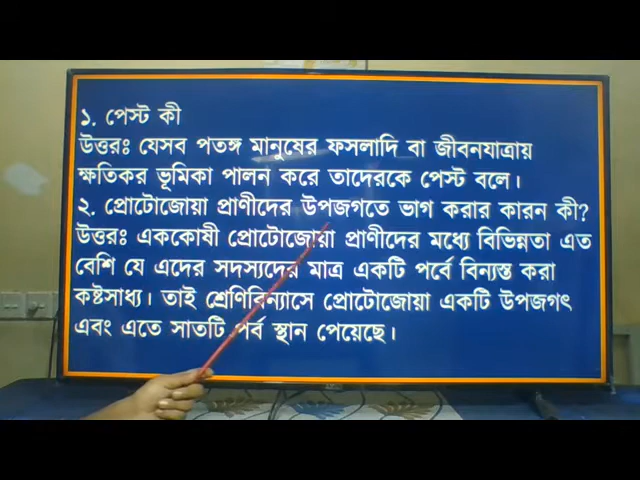 ১. পেস্ট কী
উত্তরঃ যেসব পতঙ্গ মানুষের ফসলাদি বা জীবনযাত্রায়
ক্ষতিকর ভূমিকা পালন করে তাদেরকে পেস্ট বলে।
২. প্রোটোজোয়া প্রাণীদের উপজগতে ভাগ করার কারন কী?
উত্তরঃ এককোষী প্রোটোজোয়া প্রাণীদের মধ্যে বিভিন্নতা এত
বেশি যে এদের সদস্যদের মাত্র একটি পর্বে বিন্যস্ত করা
কষ্টসাধ্য। তাই শ্রেণিবিন্যাসে প্রোটোজোয়া একটি উপজগৎ
এবং এতে সাতটি পর্ব স্থান পেয়েছে।